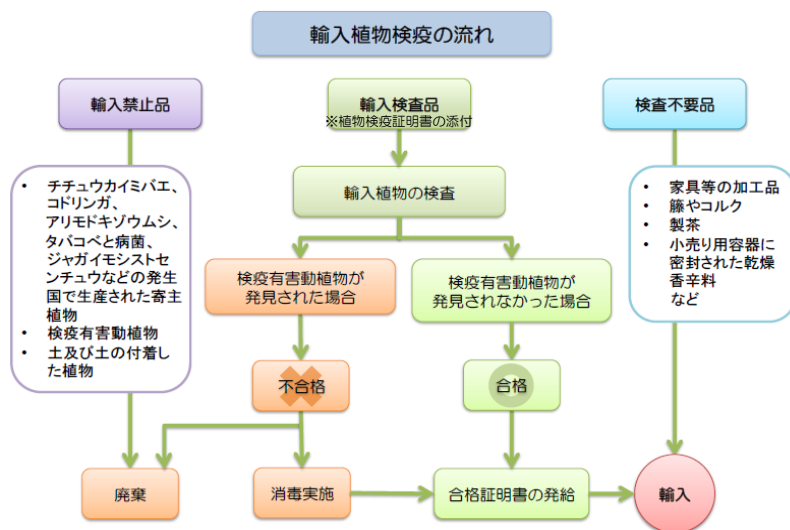 輸入植物検疫の流れ
輸入禁止品
・ チチュウカイミバエ、
コドリンガ、
アリモドキゾウムシ、
タバコベと病菌、
ジャガイモシストセ
ンチュウなどの発生
国で生産された寄主
植物
・ 検疫有害動植物
・ 土及び土の付着し
た植物
輸入検査品
※植物検疫証明書の添付
輸入植物の検査
検疫有害動植物が
発見された場合
検疫有害動植物が
発見されなかった場合
不合格
合格
検査不要品
・ 家具等の加工品
・ 籐やコルク
・ 製茶
・ 小売り用容器に
密封された乾燥
香辛料
など
廃棄
消毒実施
合格証明書の発給
輸入